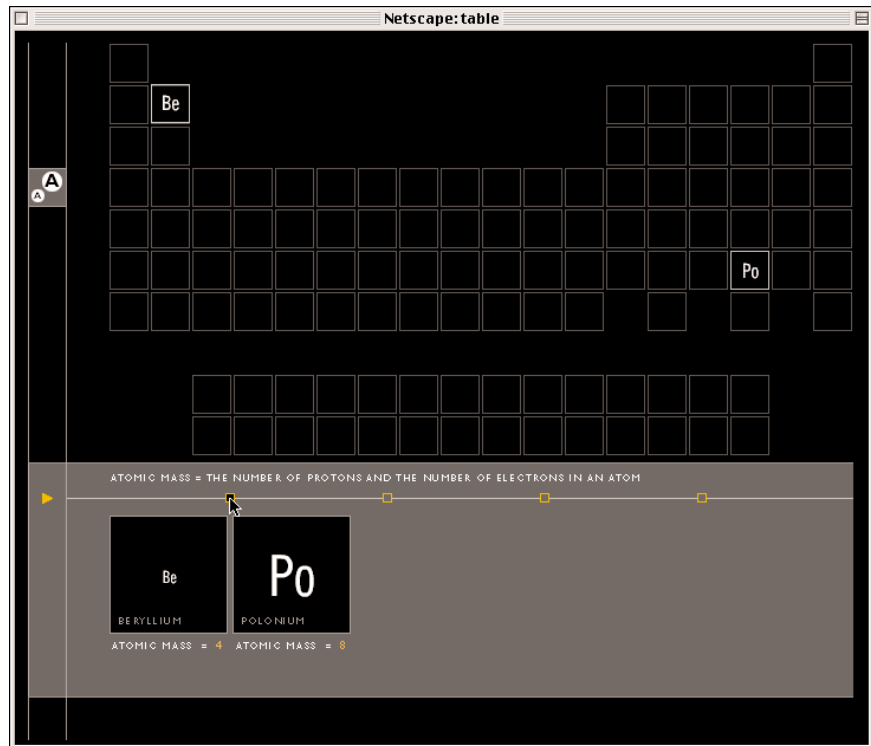 Netscape: table
Be
A
A
Po
ATOMIC MASS = THE NUMBER OF PROTONS AND THE NUMBER OF ELECTRONS IN AN ATOM
Be Po
BERYLLIUM POLONIUM
ATOMIC MASS = 4 ATOMIC MASS = 8